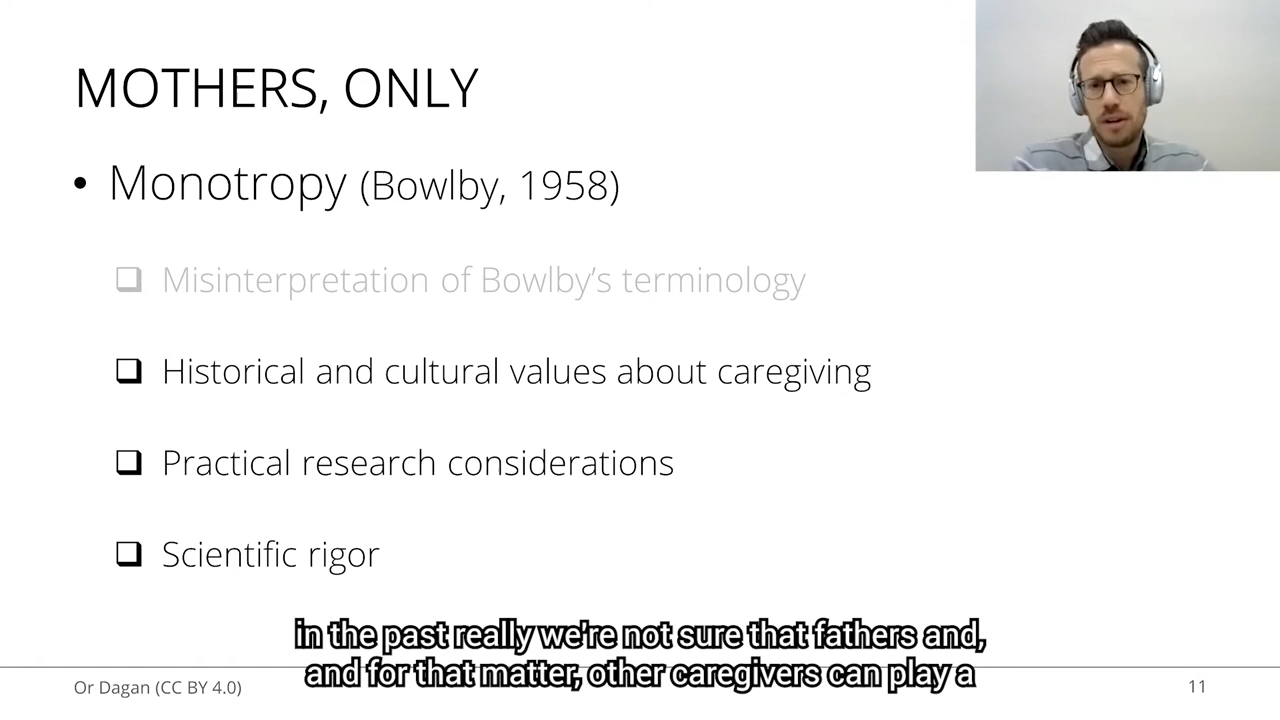 MOTHERS, ONLY
• Monotropy (Bowlby, 1958)
❑ Misinterpretation of Bowlby’s terminology
❑ Historical and cultural values about caregiving
❑ Practical research considerations
❑ Scientific rigor
in the past really we're not sure that fathers and,
and for that matter, other caregivers can play a
Or Dagan (CC BY 4.0)
11